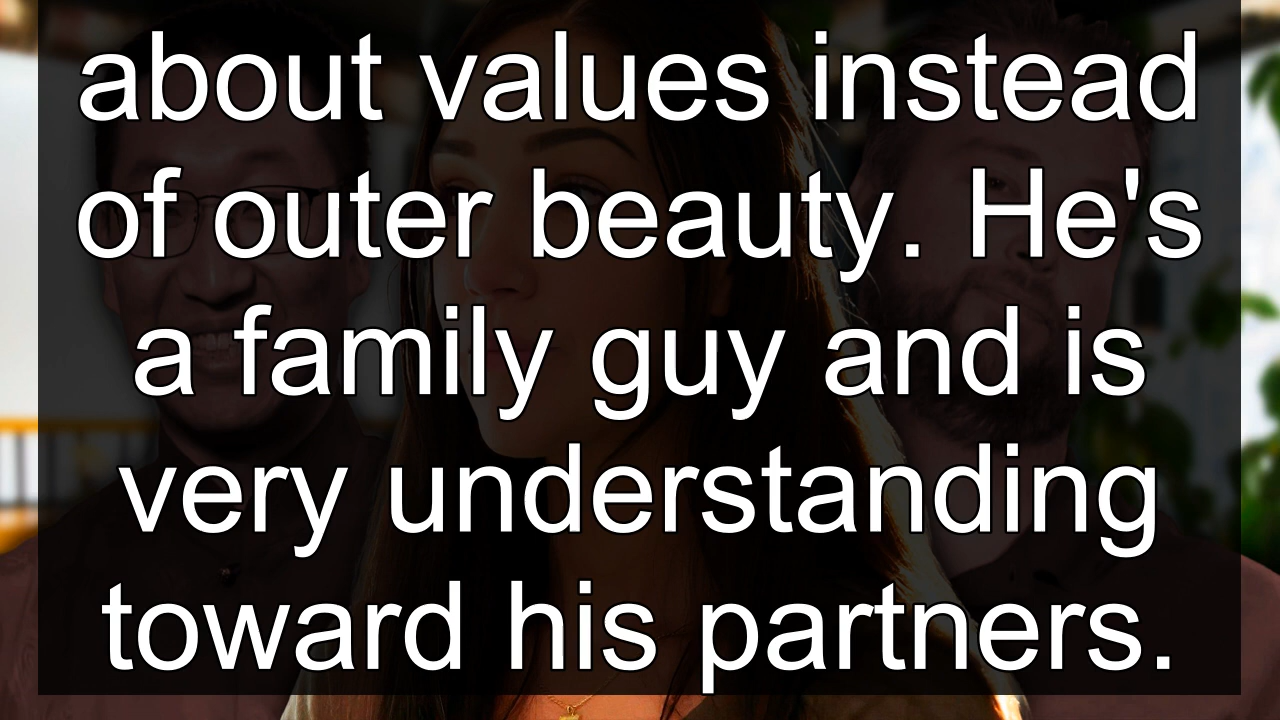 about values instead
of outer beauty. He's
a family guy and is
very understanding
toward his partners.